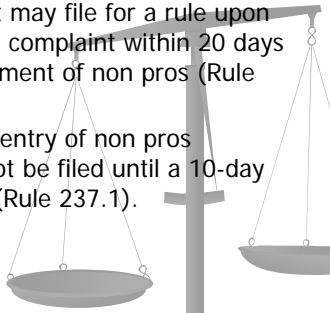 t may file for a rule upon
complaint within 20 days
ment of non pros (Rule
entry of non pros
ot be filed until a 10-day
(Rule 237.1).